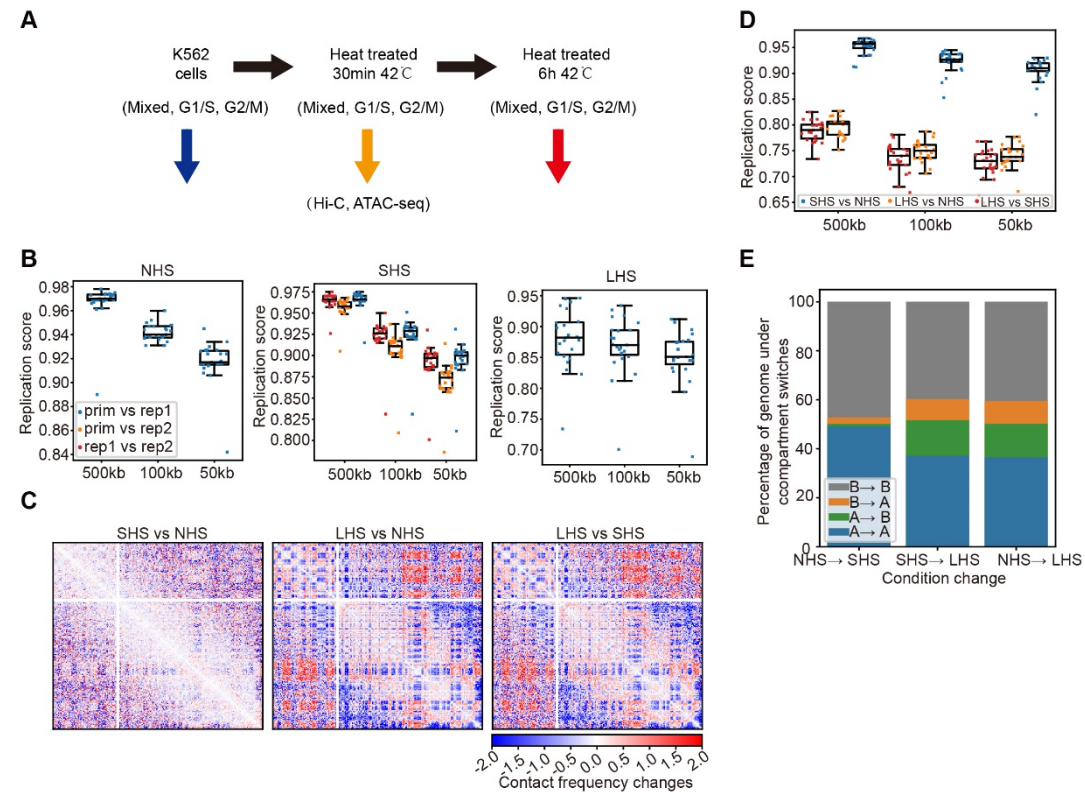 A
K562
cells
Heat treated
30min 42℃
Heat treated
6h 42℃
(Mixed, G1/S, G2/M)
(Mixed, G1/S, G2/M)
(Mixed, G1/S, G2/M)
(Hi-C, ATAC-seq)
B
NHS
Replication score
0.98
0.96
0.94
0.92
0.90
0.88
0.86
0.84
prim vs rep1
prim vs rep2
rep1 vs rep2
500kb
100kb
50kb
SHS
Replication score
0.975
0.950
0.925
0.900
0.875
0.850
0.825
0.800
500kb
100kb
50kb
LHS
Replication score
0.95
0.90
0.85
0.80
0.75
0.70
500kb
100kb
50kb
C
SHS vs NHS
LHS vs NHS
LHS vs SHS
-2.0
-1.5
-1.0
-0.5
0.0
0.5
1.0
1.5
2.0
Contact frequency changes
D
Replication score
0.95
0.90
0.85
0.80
0.75
0.70
0.65
SHS vs NHS
LHS vs NHS
LHS vs SHS
500kb
100kb
50kb
E
Percentage of genome under
ccompartment switches
100
80
60
40
20
0
B→ B
B→ A
A→ B
A→ A
NHS→ SHS
SHS→ LHS
NHS→ LHS
Condition change